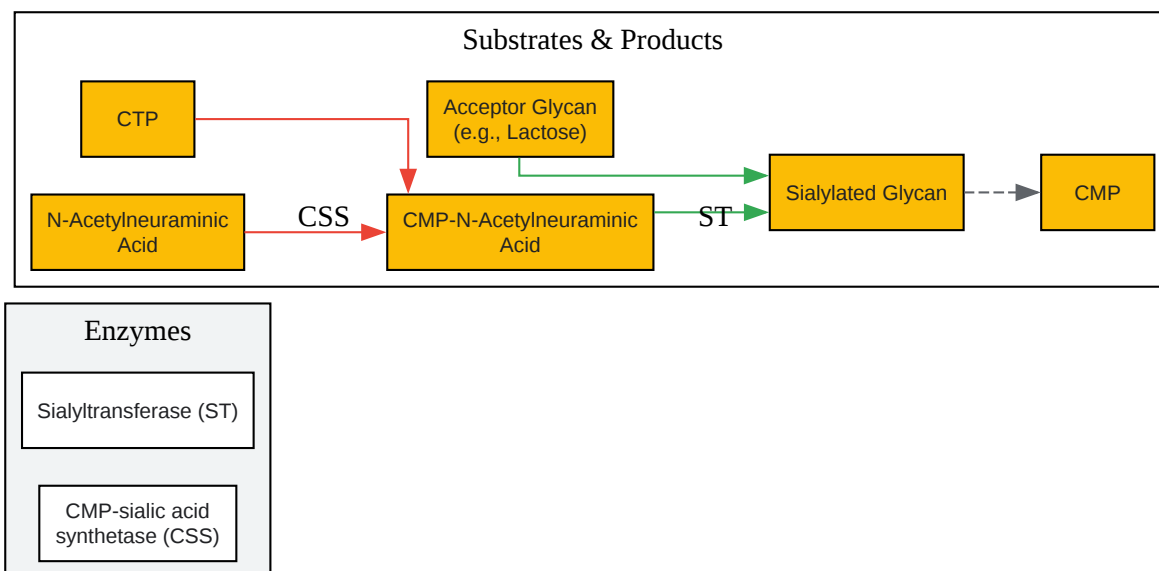 Substrates & Products
CTP
Acceptor Glycan
(e.g., Lactose)
Sialylated Glycan
CMP
N-Acetylneuraminic
Acid
CSS
CMP-N-Acetylneuraminic
Acid
ST
Enzymes
Sialyltransferase (ST)
CMP-sialic acid
synthetase (CSS)